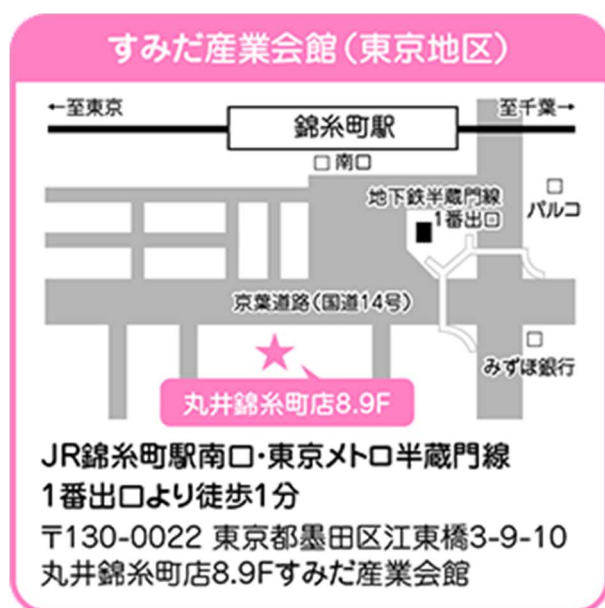 すみだ産業会館(東京地区)
←至東京
至千葉→
錦糸町駅
南口
地下鉄半蔵門線
1番出口
パルコ
京葉道路(国道14号)
みずほ銀行
丸井錦糸町店8.9F
JR錦糸町駅南口・東京メトロ半蔵門線
1番出口より徒歩1分
〒130-0022 東京都墨田区江東橋3-9-10
丸井錦糸町店8.9Fすみだ産業会館